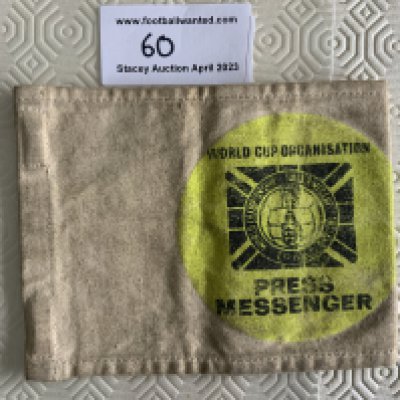 www.footballwanted.com
60
Stacey Auction April 2023
WORLD CUP ORGANISATION
PRESS
MESSENGER